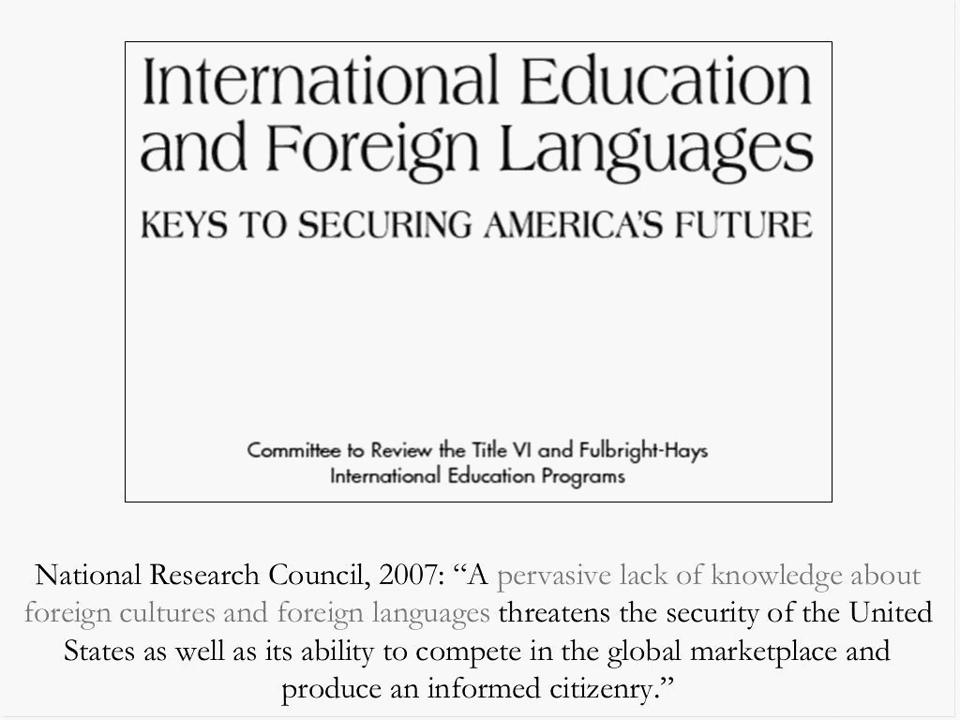 International Education
and Foreign Languages
KEYS TO SECURING AMERICA'S FUTURE
Committee to Review the Title VI and Fulbright-Hays
International Education Programs
National Research Council, 2007: “A pervasive lack of knowledge about
foreign cultures and foreign languages threatens the security of the United
States as well as its ability to compete in the global marketplace and
produce an informed citizenry.”